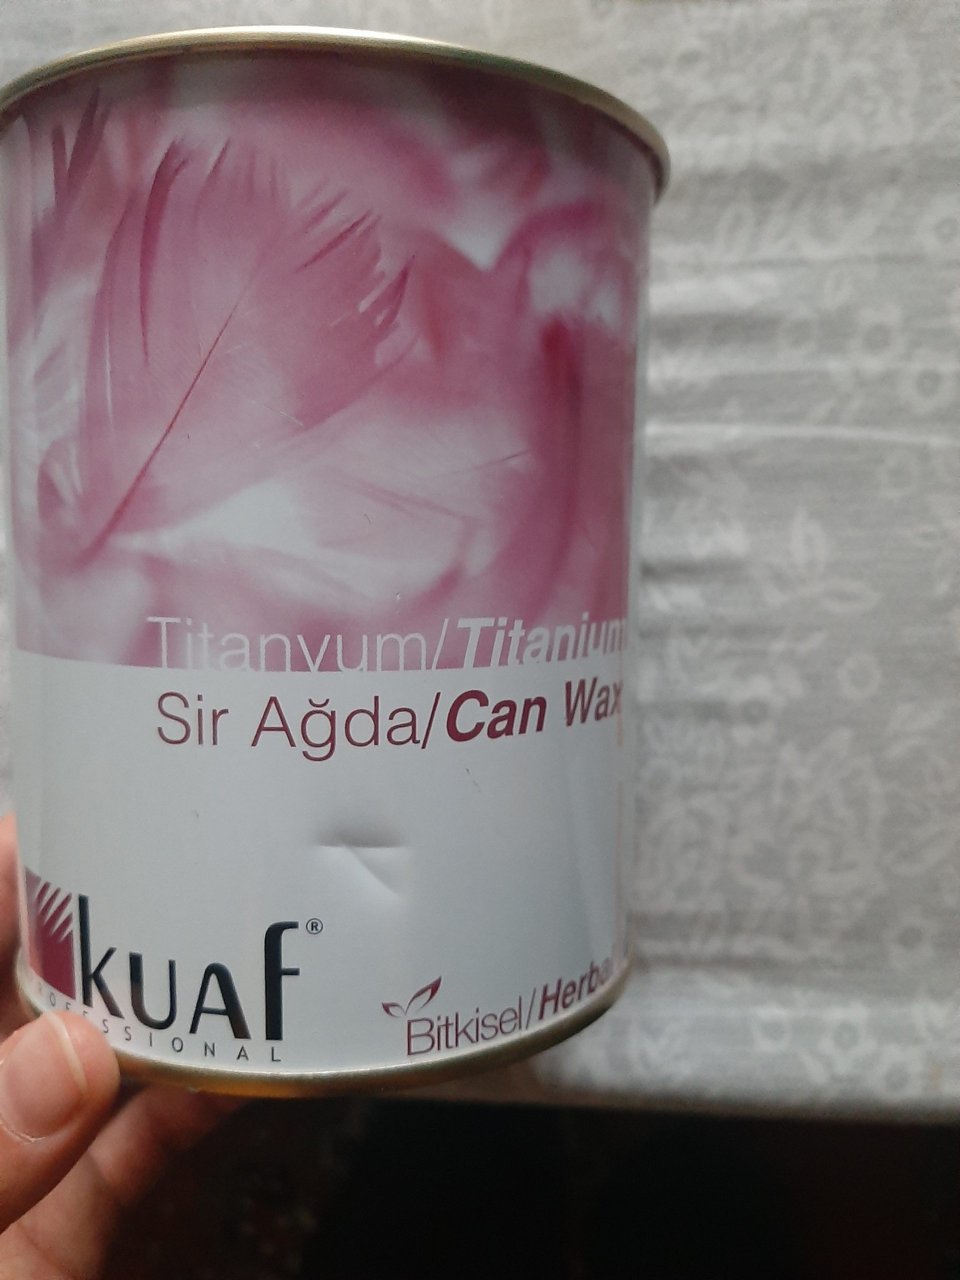 Titanyum/Titanium
Sir Ağda/Can Wax
kuaf®
PROFESSIONAL
Bitkisel/Herbal